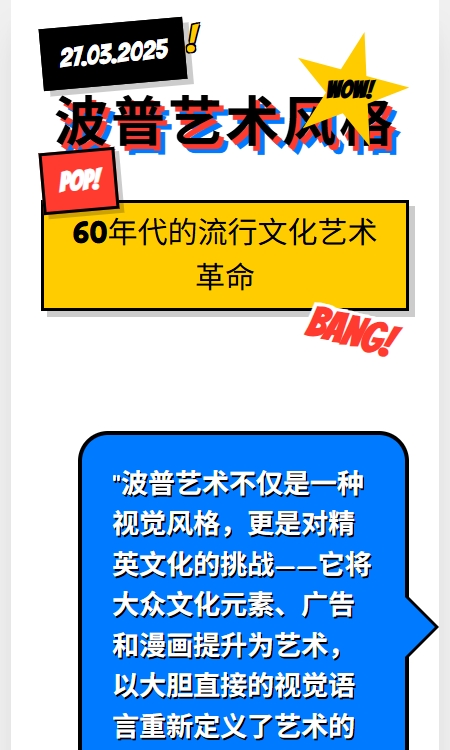 27.03.2025
!
WOW!
波普艺术风格
POP!
60年代的流行文化艺术
革命
BANG!
"波普艺术不仅是一种
视觉风格，更是对精
英文化的挑战——它将
大众文化元素、广告
和漫画提升为艺术，
以大胆直接的视觉语
言重新定义了艺术的